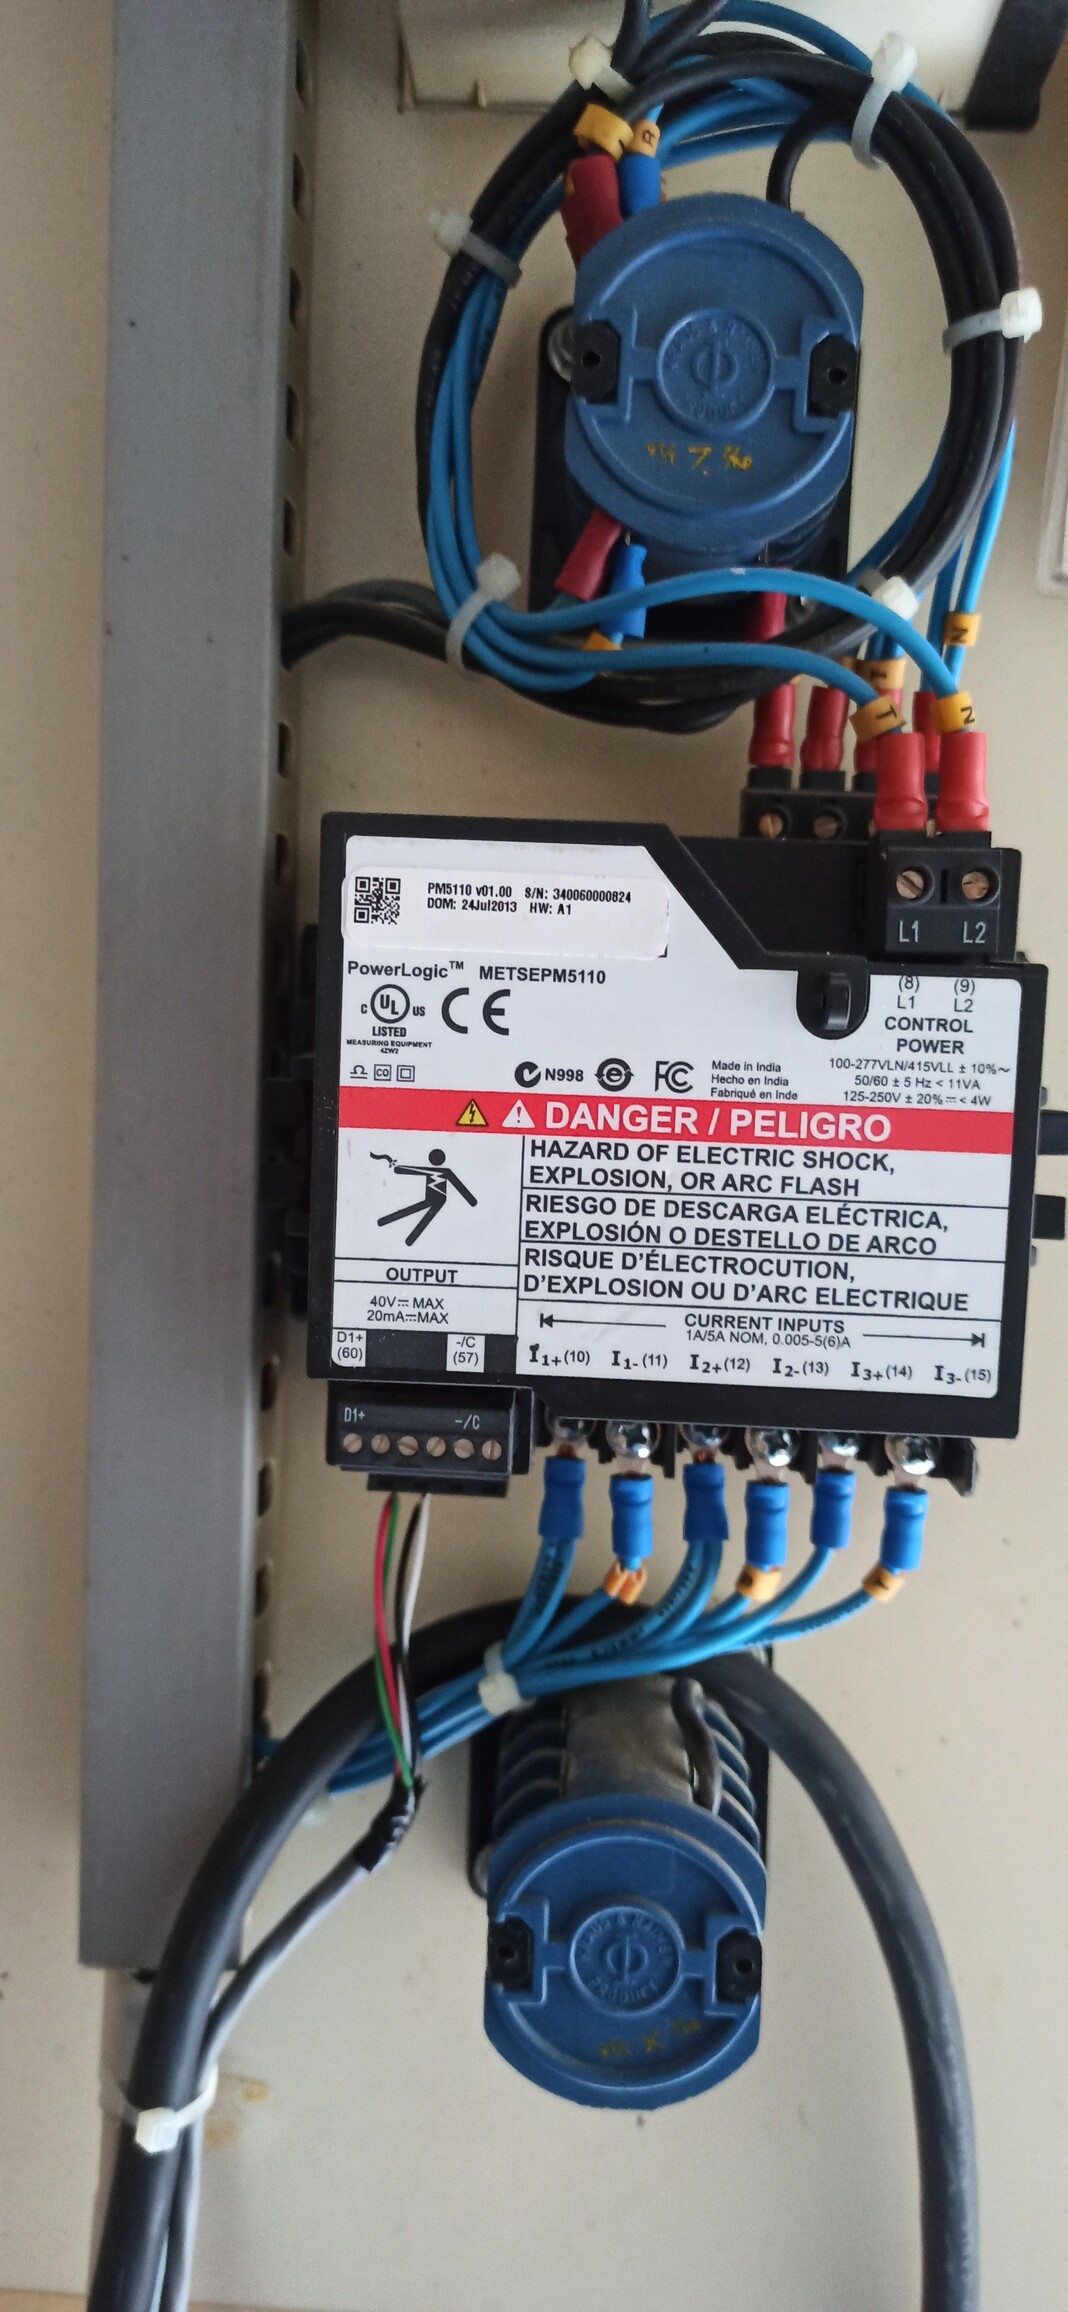 R
N
I
T
N
PM5110 v01.00 S/N: 340060000824
DOM: 24Jul2013 HW: A1
L1 L2
PowerLogic™ METSEPM5110
C UL US
LISTED
MEASURING EQUIPMENT
4ZW2
CE
(8) (9)
L1 L2
CONTROL
POWER
100-277VLN/415VLL ± 10%~
50/60 ± 5 Hz < 11VA
125-250V ± 20% ⎓ < 4W
N998
FC
Made in India
Hecho en India
Fabriqué en Inde
DANGER / PELIGRO
HAZARD OF ELECTRIC SHOCK,
EXPLOSION, OR ARC FLASH
RIESGO DE DESCARGA ELÉCTRICA,
EXPLOSIÓN O DESTELLO DE ARCO
RISQUE D'ÉLECTROCUTION,
D'EXPLOSION OU D'ARC ELECTRIQUE
OUTPUT
40V⎓ MAX
20mA⎓MAX
D1+ -/C
(60) (57)
CURRENT INPUTS
1A/5A NOM, 0.005-5(6)A
I1+(10) I1-(11) I2+(12) I2-(13) I3+(14) I3-(15)
D1+ -/C